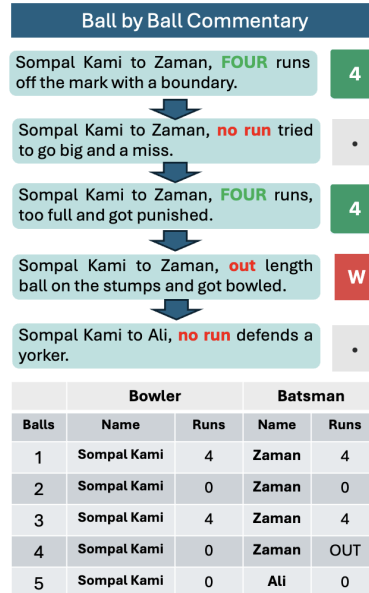 Ball by Ball Commentary
Sompal Kami to Zaman, FOUR runs
off the mark with a boundary.
4
Sompal Kami to Zaman, no run tried
to go big and a miss.
•
Sompal Kami to Zaman, FOUR runs,
too full and got punished.
4
Sompal Kami to Zaman, out length
ball on the stumps and got bowled.
W
Sompal Kami to Ali, no run defends a
yorker.
•
Bowler Batsman
Balls Name Runs Name Runs
1 Sompal Kami 4 Zaman 4
2 Sompal Kami 0 Zaman 0
3 Sompal Kami 4 Zaman 4
4 Sompal Kami 0 Zaman OUT
5 Sompal Kami 0 Ali 0